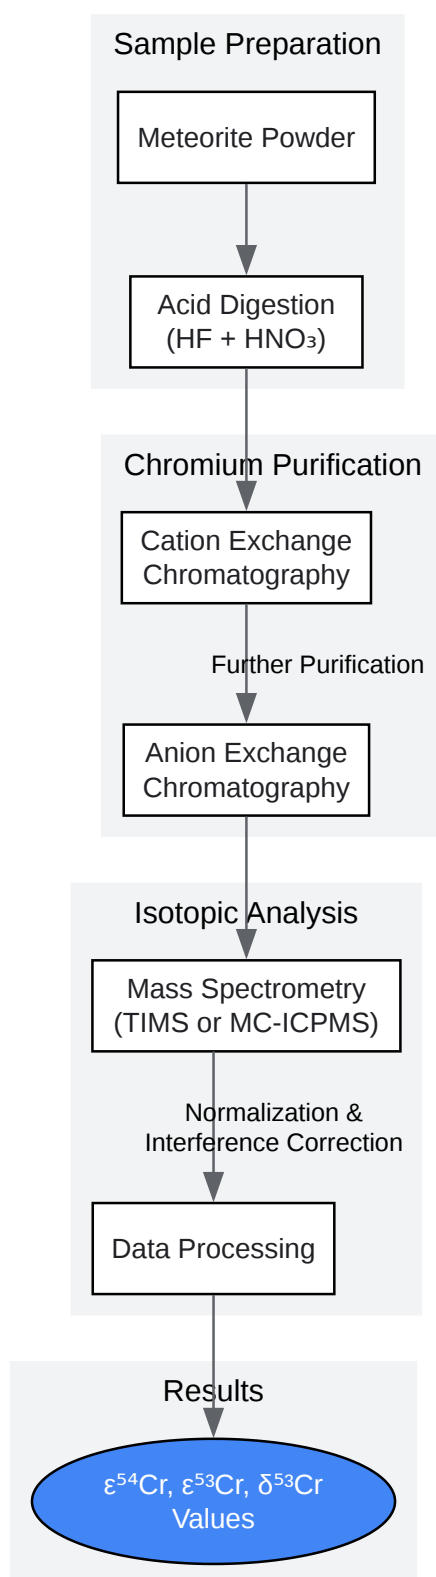 Sample Preparation
Meteorite Powder
Acid Digestion
(HF + HNO₃)
Chromium Purification
Cation Exchange
Chromatography
Further Purification
Anion Exchange
Chromatography
Isotopic Analysis
Mass Spectrometry
(TIMS or MC-ICPMS)
Normalization &
Interference Correction
Data Processing
Results
ε⁵⁴Cr, ε⁵³Cr, δ⁵³Cr
Values